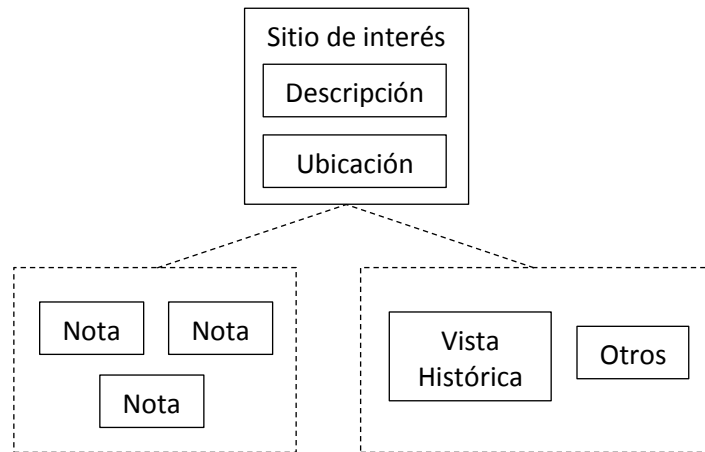 Sitio de interés
Descripción
Ubicación
Nota
Nota
Nota
Vista
Histórica
Otros